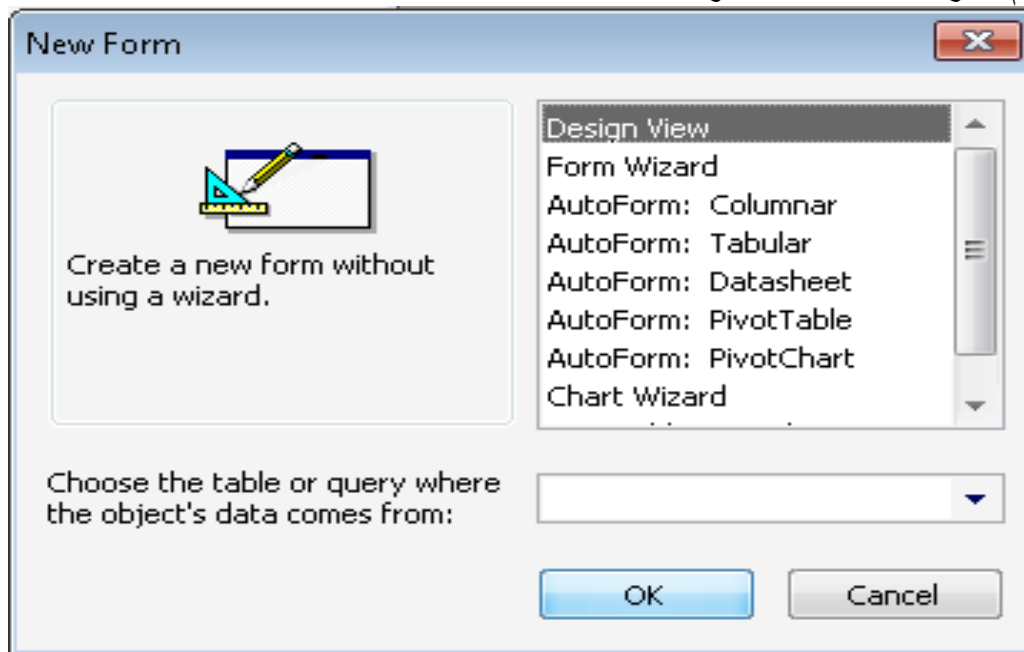 New Form
Design View
Form Wizard
AutoForm: Columnar
AutoForm: Tabular
AutoForm: Datasheet
AutoForm: PivotTable
AutoForm: PivotChart
Chart Wizard
Create a new form without
using a wizard.
Choose the table or query where
the object's data comes from:
OK
Cancel